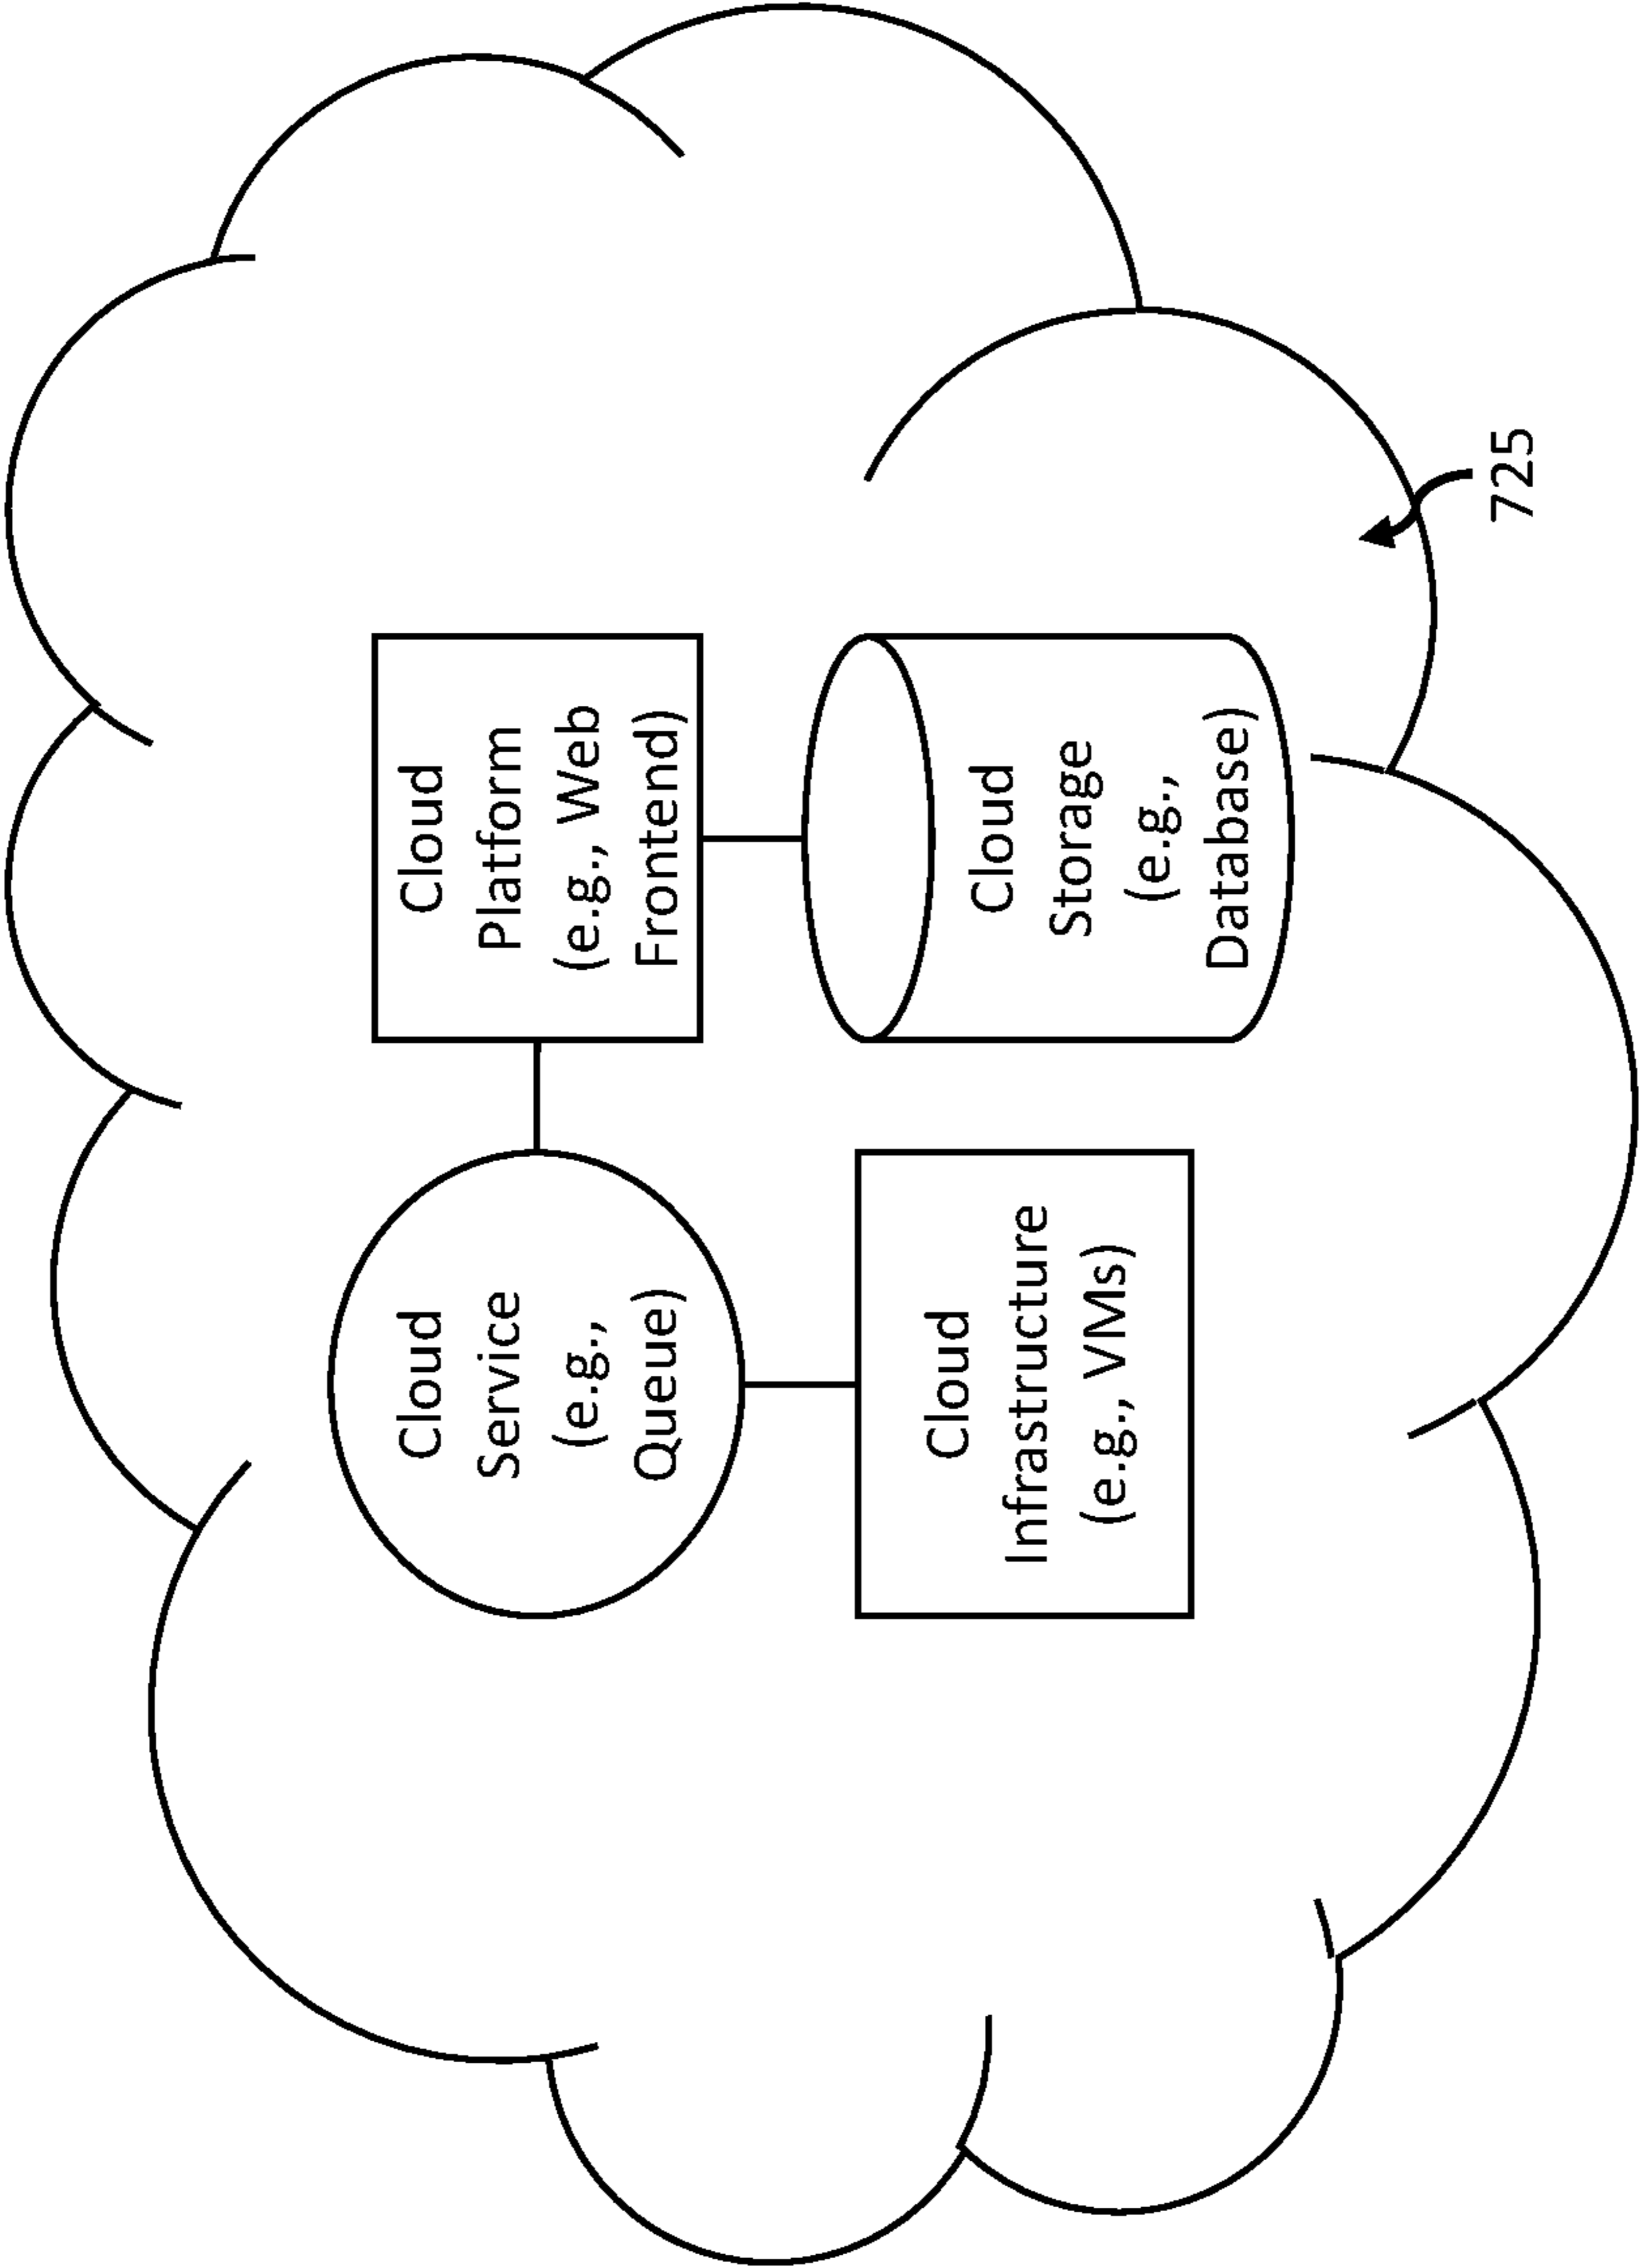 Cloud
Service
(e.g.,
Queue)
Cloud
Platform
(e.g., Web
Frontend)
Cloud
Infrastructure
(e.g., VMs)
Cloud
Storage
(e.g.,
Database)
725